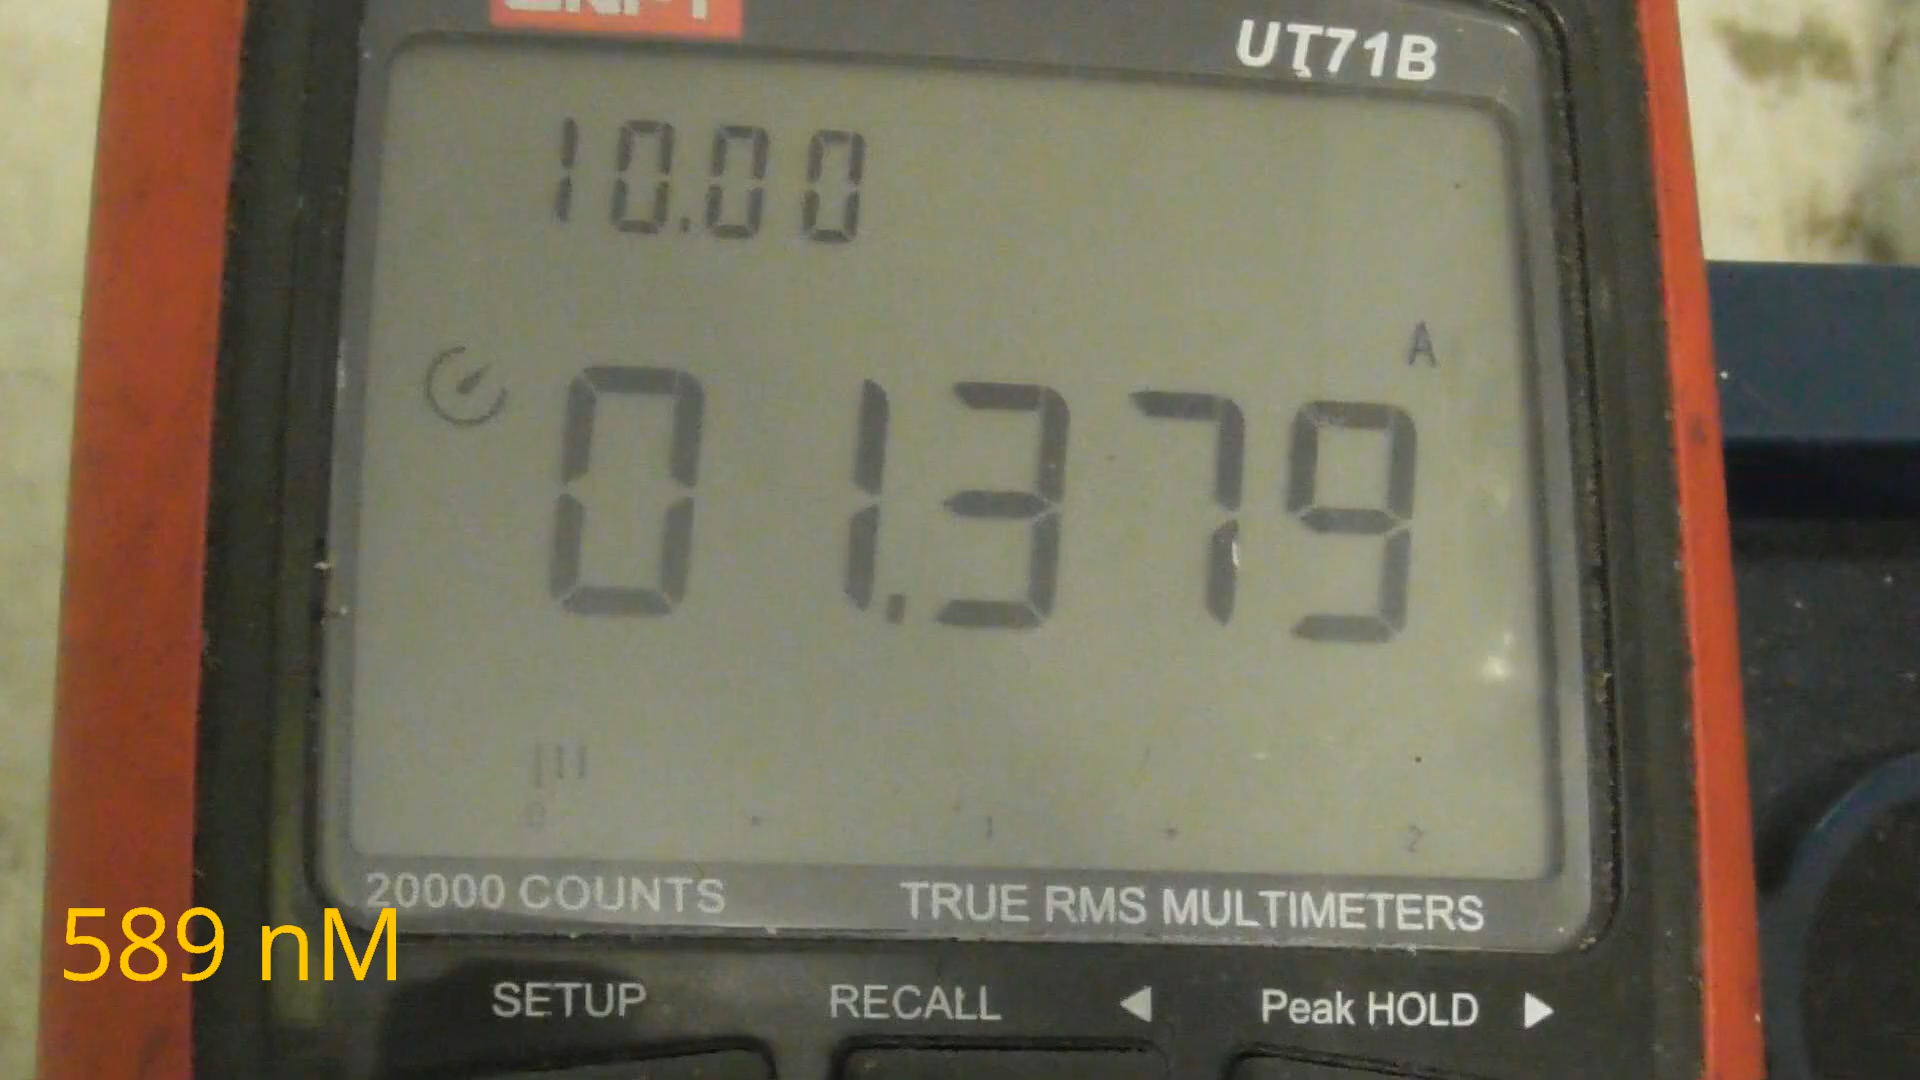 UT71B
10.00
A
01.379
0 1 2
20000 COUNTS TRUE RMS MULTIMETERS
589 nM
SETUP RECALL ◀ Peak HOLD ▶